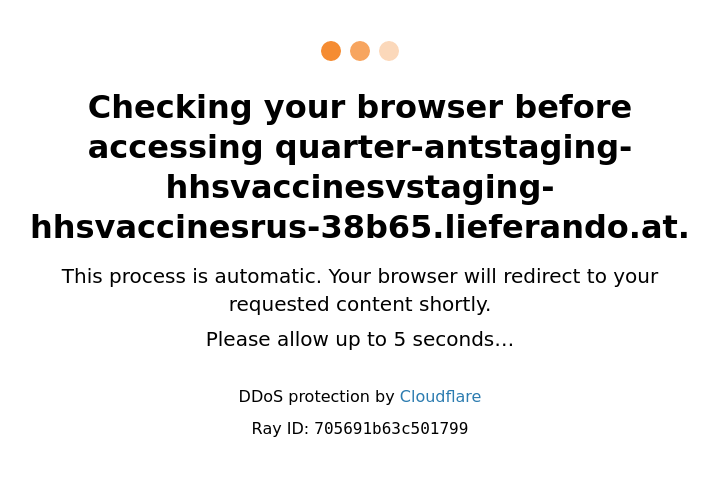 Checking your browser before
accessing quarter-antstaging-
hhsvaccinesvstaging-
hhsvaccinesrus-38b65.lieferando.at.
This process is automatic. Your browser will redirect to your
requested content shortly.
Please allow up to 5 seconds…
DDoS protection by Cloudflare
Ray ID: 705691b63c501799